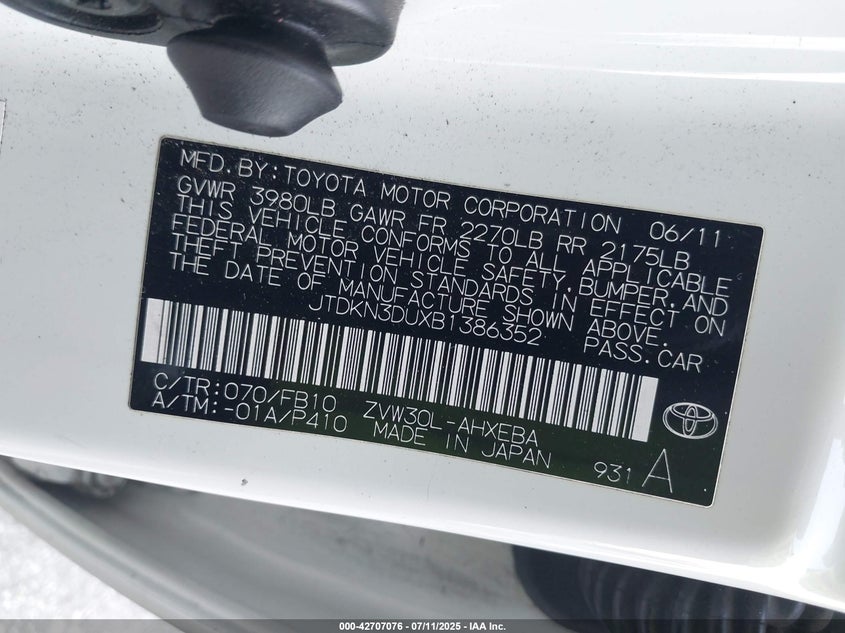 MFD. BY: TOYOTA MOTOR CORPORATION 06/11
GVWR 3980LB GAWR FR 2270LB RR 2175LB
THIS VEHICLE CONFORMS TO ALL APPLICABLE
FEDERAL MOTOR VEHICLE SAFETY, BUMPER, AND
THEFT PREVENTION STANDARDS IN EFFECT ON
THE DATE OF MANUFACTURE SHOWN ABOVE.
JTDKN3DUXB1386352 PASS. CAR
C/TR: 070/FB10 ZVW30L-AHXEBA
A/TM: -01A/P410 MADE IN JAPAN 931 A
000-42707076 - 07/11/2025 - IAA Inc.